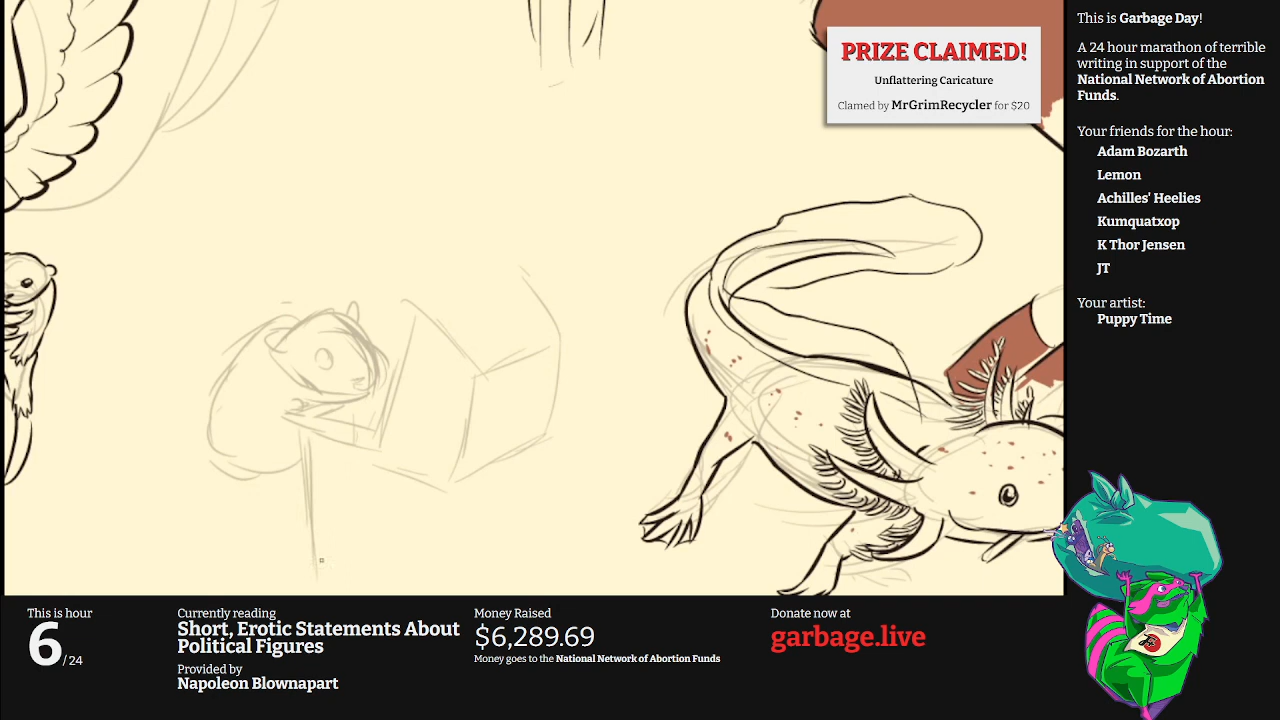 PRIZE CLAIMED!
Unflattering Caricature
Clamed by MrGrimRecycler for $20
This is Garbage Day!
A 24 hour marathon of terrible
writing in support of the
National Network of Abortion
Funds.
Your friends for the hour:
Adam Bozarth
Lemon
Achilles' Heelies
Kumquatxop
K Thor Jensen
JT
Your artist:
Puppy Time
This is hour
6/24
Currently reading
Short, Erotic Statements About
Political Figures
Provided by
Napoleon Blownapart
Money Raised
$6,289.69
Money goes to the National Network of Abortion Funds
Donate now at
garbage.live